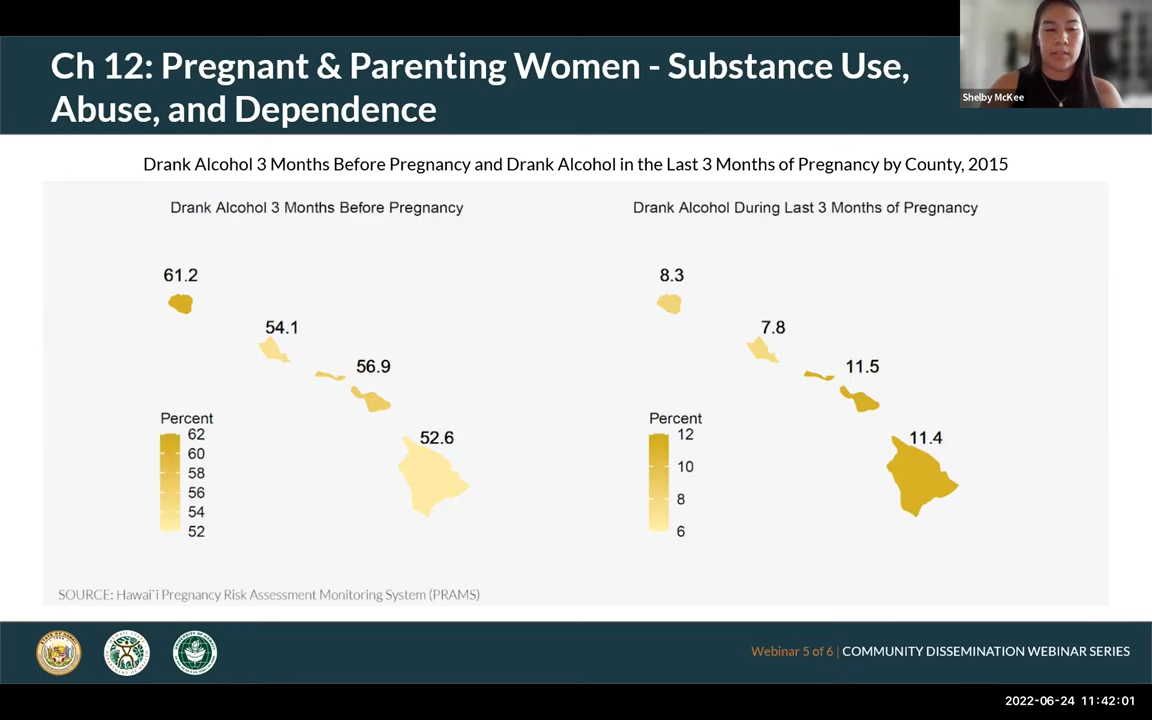 Ch 12: Pregnant & Parenting Women - Substance Use,
Abuse, and Dependence
Shelby McKee
Drank Alcohol 3 Months Before Pregnancy and Drank Alcohol in the Last 3 Months of Pregnancy by County, 2015
Drank Alcohol 3 Months Before Pregnancy
61.2
54.1
56.9
52.6
Percent
62
60
58
56
54
52
Drank Alcohol During Last 3 Months of Pregnancy
8.3
7.8
11.5
11.4
Percent
12
10
8
6
SOURCE: Hawai`i Pregnancy Risk Assessment Monitoring System (PRAMS)
Webinar 5 of 6 | COMMUNITY DISSEMINATION WEBINAR SERIES
2022-06-24 11:42:01